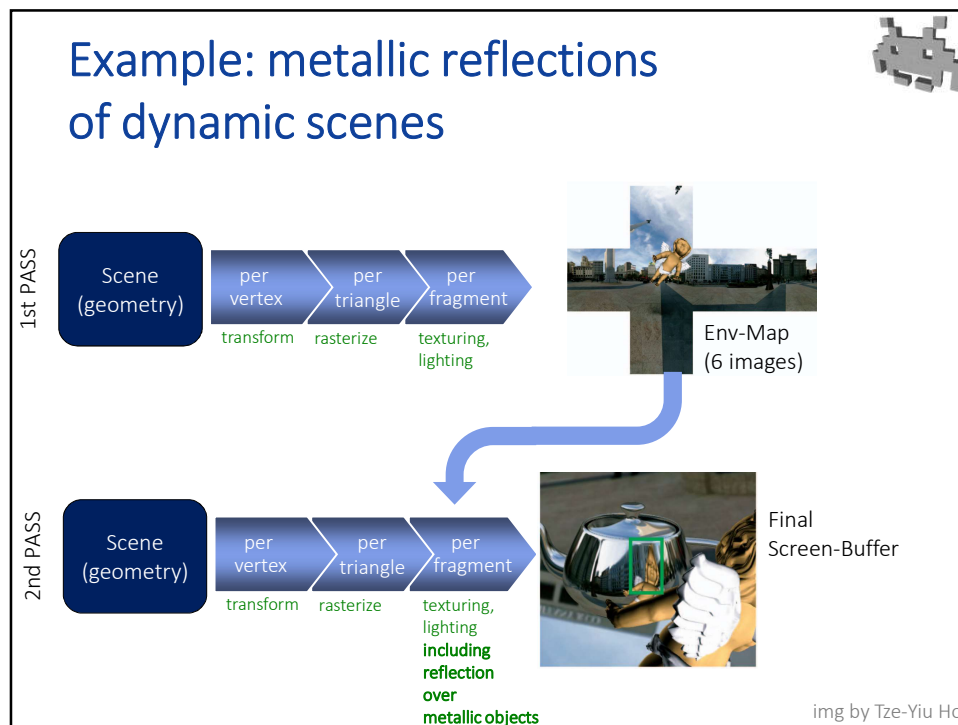 Example: metallic reflections
of dynamic scenes
1st PASS
Scene
(geometry)
per
vertex
per
triangle
per
fragment
transform
rasterize
texturing,
lighting
Env-Map
(6 images)
2nd PASS
Scene
(geometry)
per
vertex
per
triangle
per
fragment
transform
rasterize
texturing,
lighting
including
reflection
over
metallic objects
Final
Screen-Buffer
img by Tze-Yiu Ho